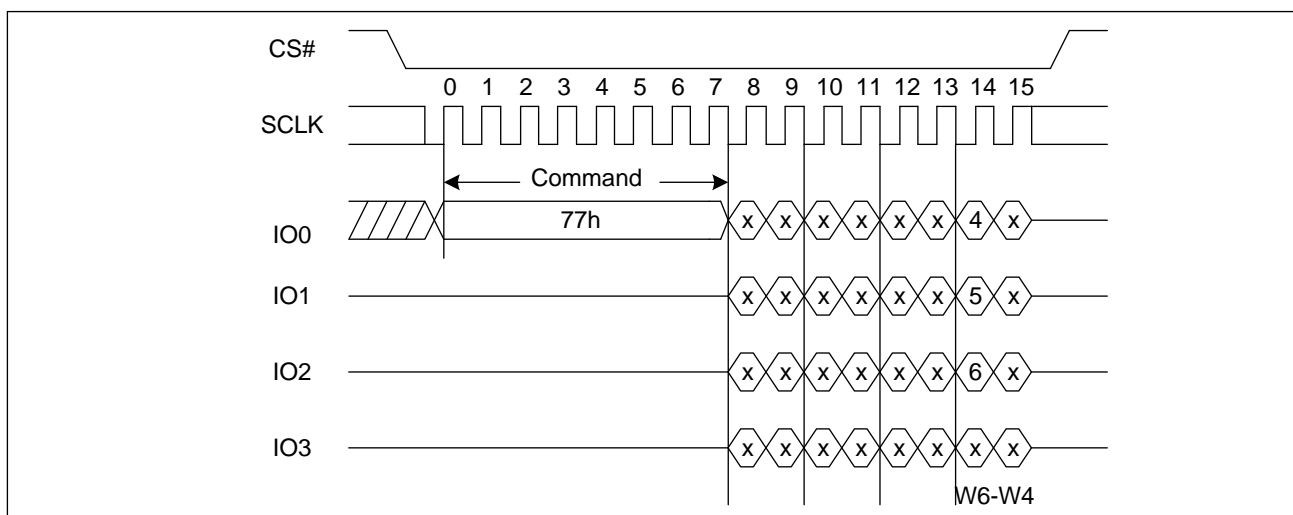 CS#
0 1 2 3 4 5 6 7 8 9 10 11 12 13 14 15
SCLK
Command
IO0 77h x x x x x x 4 x
IO1 x x x x x x 5 x
IO2 x x x x x x 6 x
IO3 x x x x x x x x
W6-W4